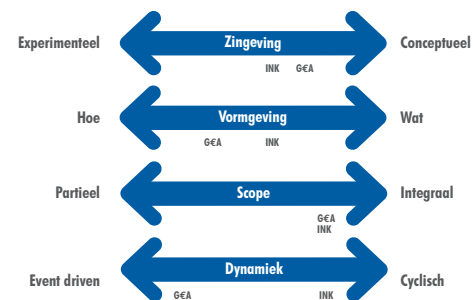 Experimenteel Zingeving Conceptueel
INK G€A
Hoe Vormgeving Wat
G€A INK
Partieel Scope Integraal
G€A
INK
Event driven Dynamiek Cyclisch
G€A INK